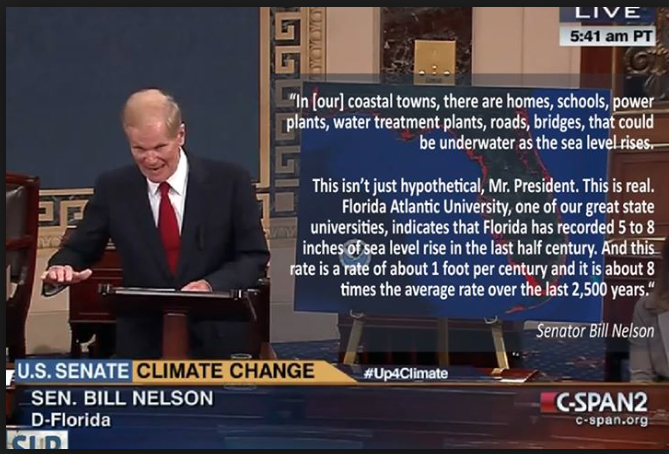 LIVE
5:41 am PT
“In [our] coastal towns, there are homes, schools, power
plants, water treatment plants, roads, bridges, that could
be underwater as the sea level rises.
This isn’t just hypothetical, Mr. President. This is real.
Florida Atlantic University, one of our great state
universities, indicates that Florida has recorded 5 to 8
inches of sea level rise in the last half century. And this
rate is a rate of about 1 foot per century and it is about 8
times the average rate over the last 2,500 years.“
Senator Bill Nelson
U.S. SENATE CLIMATE CHANGE
#Up4Climate
SEN. BILL NELSON
D-Florida
C-SPAN2
c-span.org